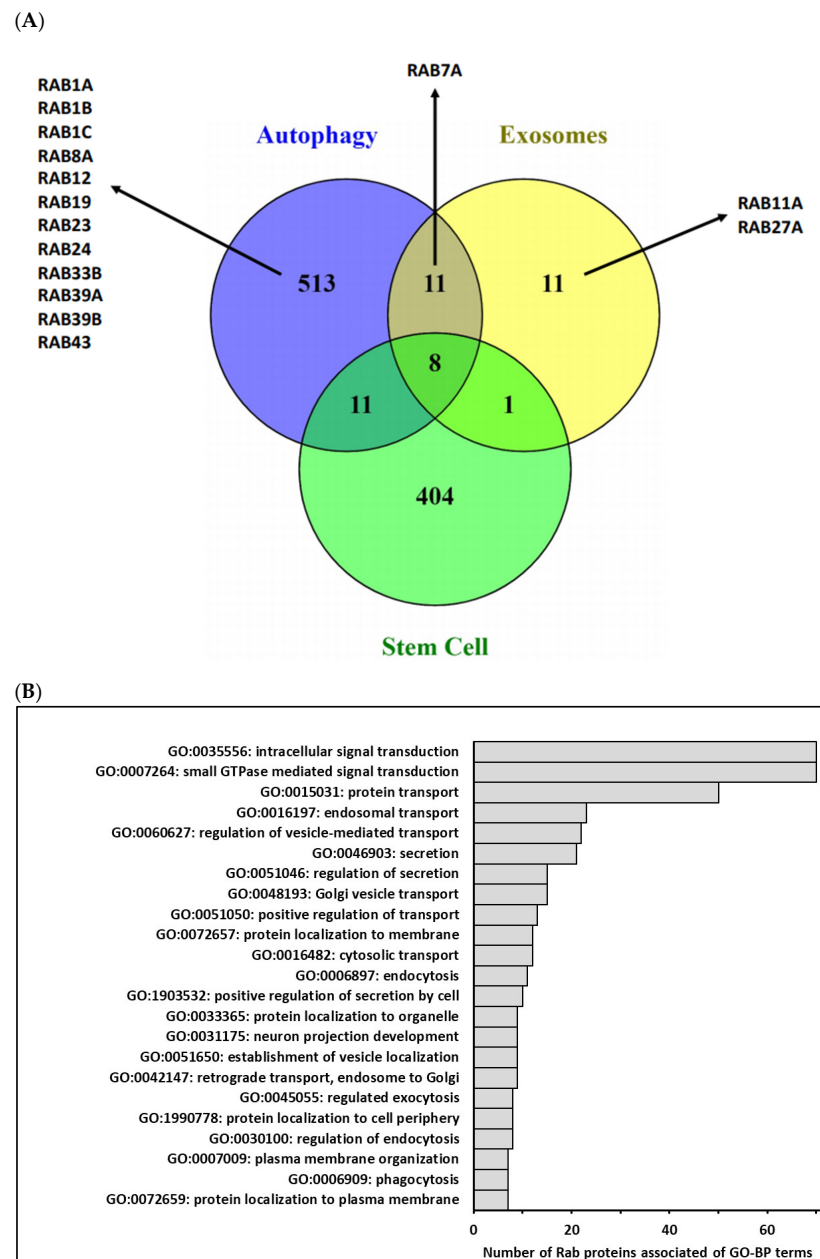 (A)
RAB7A
RAB1A
RAB1B
RAB1C
RAB8A
RAB12
RAB19
RAB23
RAB24
RAB33B
RAB39A
RAB39B
RAB43
Autophagy
Exosomes
RAB11A
RAB27A
513
11
11
8
11
1
404
Stem Cell
(B)
GO:0035556: intracellular signal transduction
GO:0007264: small GTPase mediated signal transduction
GO:0015031: protein transport
GO:0016197: endosomal transport
GO:0060627: regulation of vesicle-mediated transport
GO:0046903: secretion
GO:0051046: regulation of secretion
GO:0048193: Golgi vesicle transport
GO:0051050: positive regulation of transport
GO:0072657: protein localization to membrane
GO:0016482: cytosolic transport
GO:0006897: endocytosis
GO:1903532: positive regulation of secretion by cell
GO:0033365: protein localization to organelle
GO:0031175: neuron projection development
GO:0051650: establishment of vesicle localization
GO:0042147: retrograde transport, endosome to Golgi
GO:0045055: regulated exocytosis
GO:1990778: protein localization to cell periphery
GO:0030100: regulation of endocytosis
GO:0007009: plasma membrane organization
GO:0006909: phagocytosis
GO:0072659: protein localization to plasma membrane
0 20 40 60
Number of Rab proteins associated of GO-BP terms